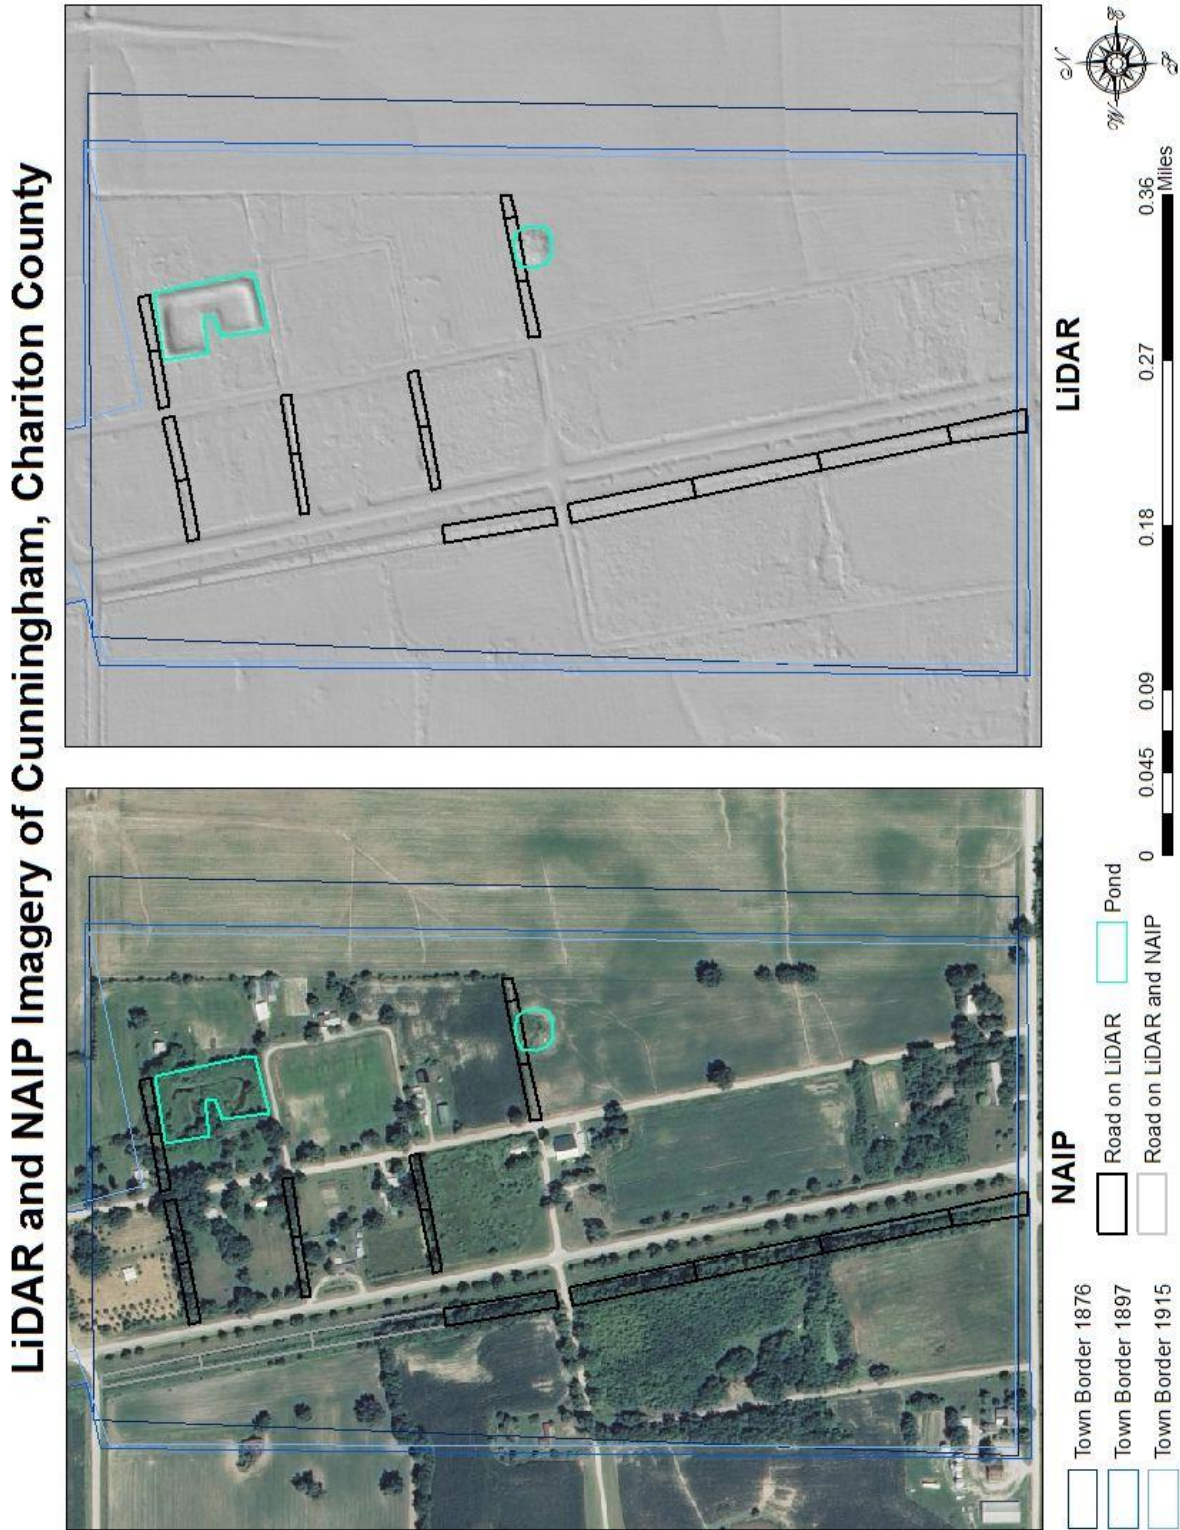 LiDAR and NAIP Imagery of Cunningham, Chariton County
NAIP
LiDAR
Town Border 1876
Town Border 1897
Town Border 1915
Road on LiDAR
Road on LiDAR and NAIP
Pond
0 0.045 0.09 0.18 0.27 0.36
Miles
N
W
E
S